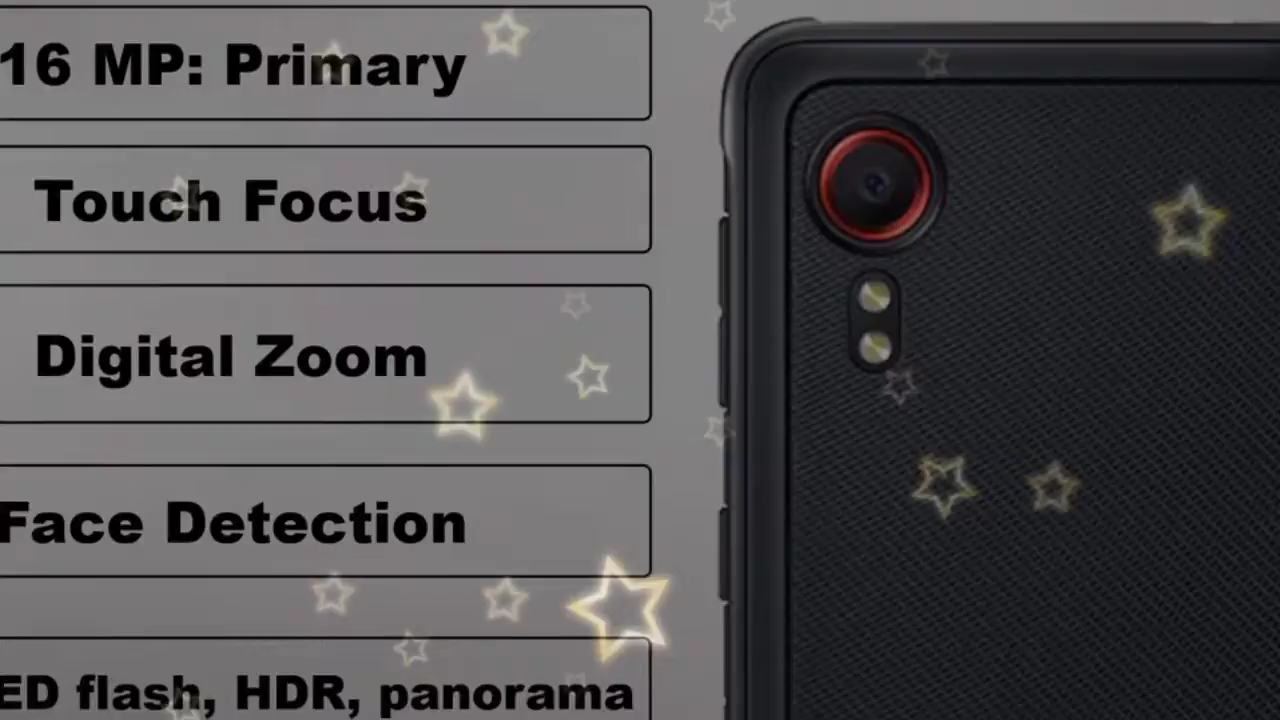 16 MP: Primary
Touch Focus
Digital Zoom
Face Detection
ED flash, HDR, panorama